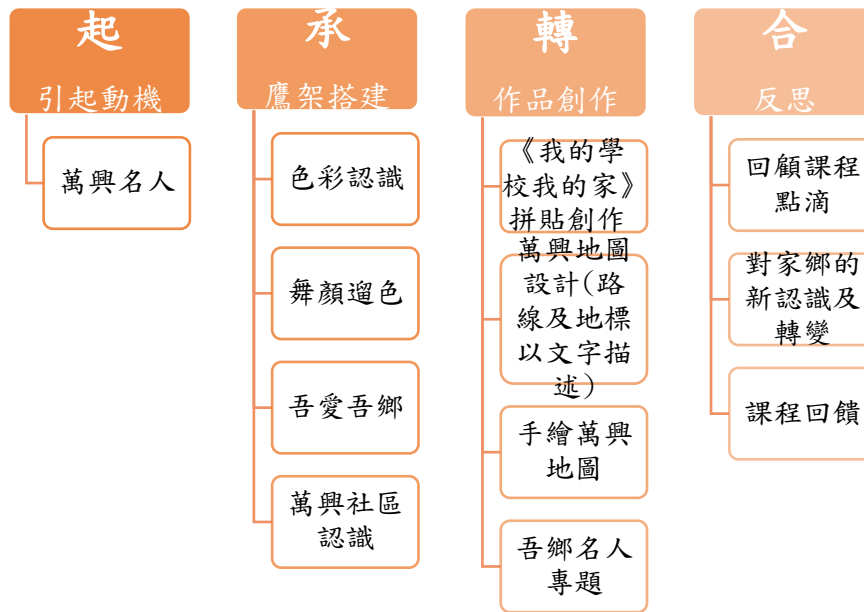 起
引起動機
萬興名人
承
鷹架搭建
色彩認識
舞顏遛色
吾愛吾鄉
萬興社區
認識
轉
作品創作
《我的學
校我的家》
拼貼創作
萬興地圖
設計(路
線及地標
以文字描
述)
手繪萬興
地圖
吾鄉名人
專題
合
反思
回顧課程
點滴
對家鄉的
新認識及
轉變
課程回饋